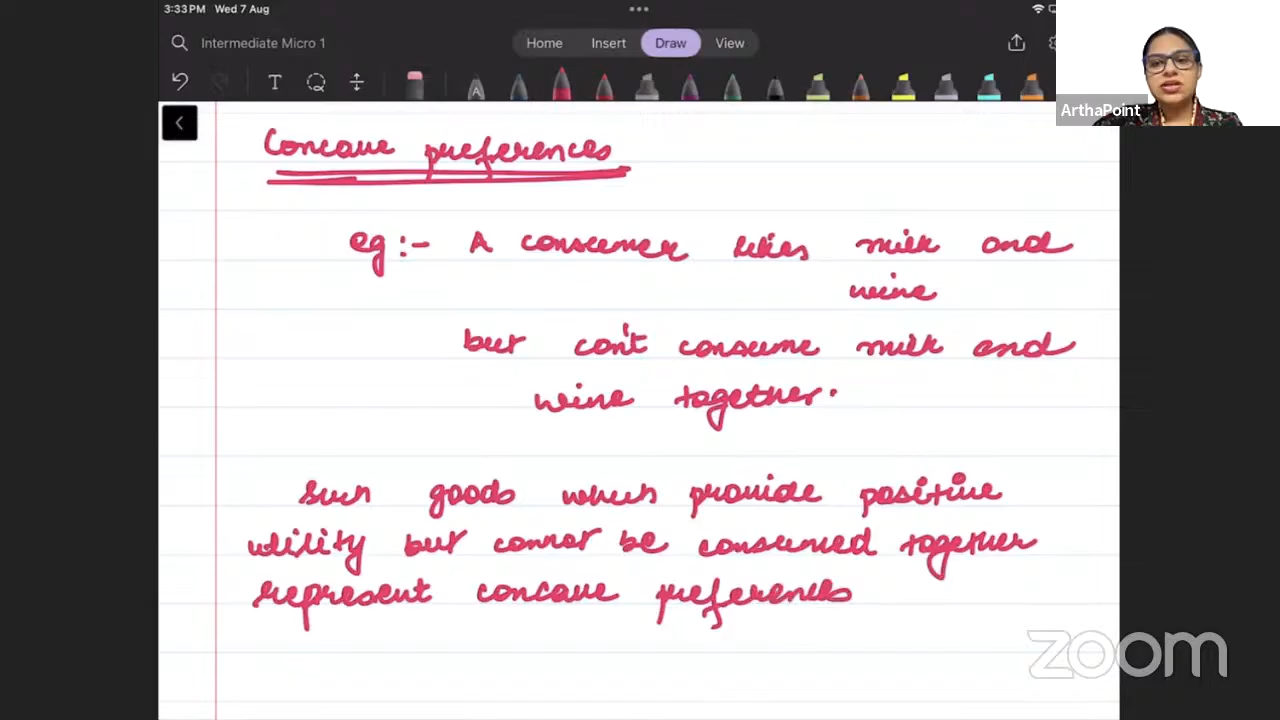 3:33 PM Wed 7 Aug
Intermediate Micro 1
Home Insert Draw View
ArthaPoint
Concave preferences
eg :- A consumer likes milk and
wine
but can't consume milk and
wine together.
Such goods which provide positive
utility but cannot be consumed together
represent concave preferences
zoom